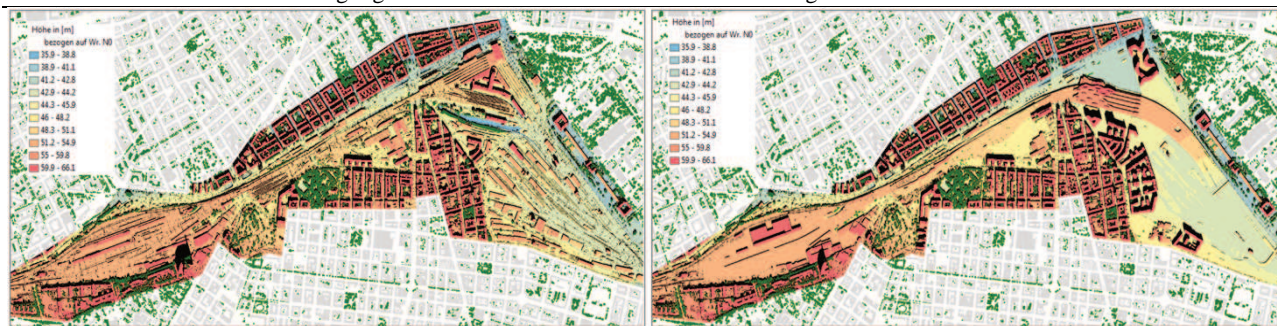 Höhe in [m]
bezogen auf Wr. N0
35.9 - 38.8
38.9 - 41.1
41.2 - 42.8
42.9 - 44.2
44.3 - 45.9
46 - 48.2
48.3 - 51.1
51.2 - 54.9
55 - 59.8
59.9 - 66.1
Höhe in [m]
bezogen auf Wr. N0
35.9 - 38.8
38.9 - 41.1
41.2 - 42.8
42.9 - 44.2
44.3 - 45.9
46 - 48.2
48.3 - 51.1
51.2 - 54.9
55 - 59.8
59.9 - 66.1